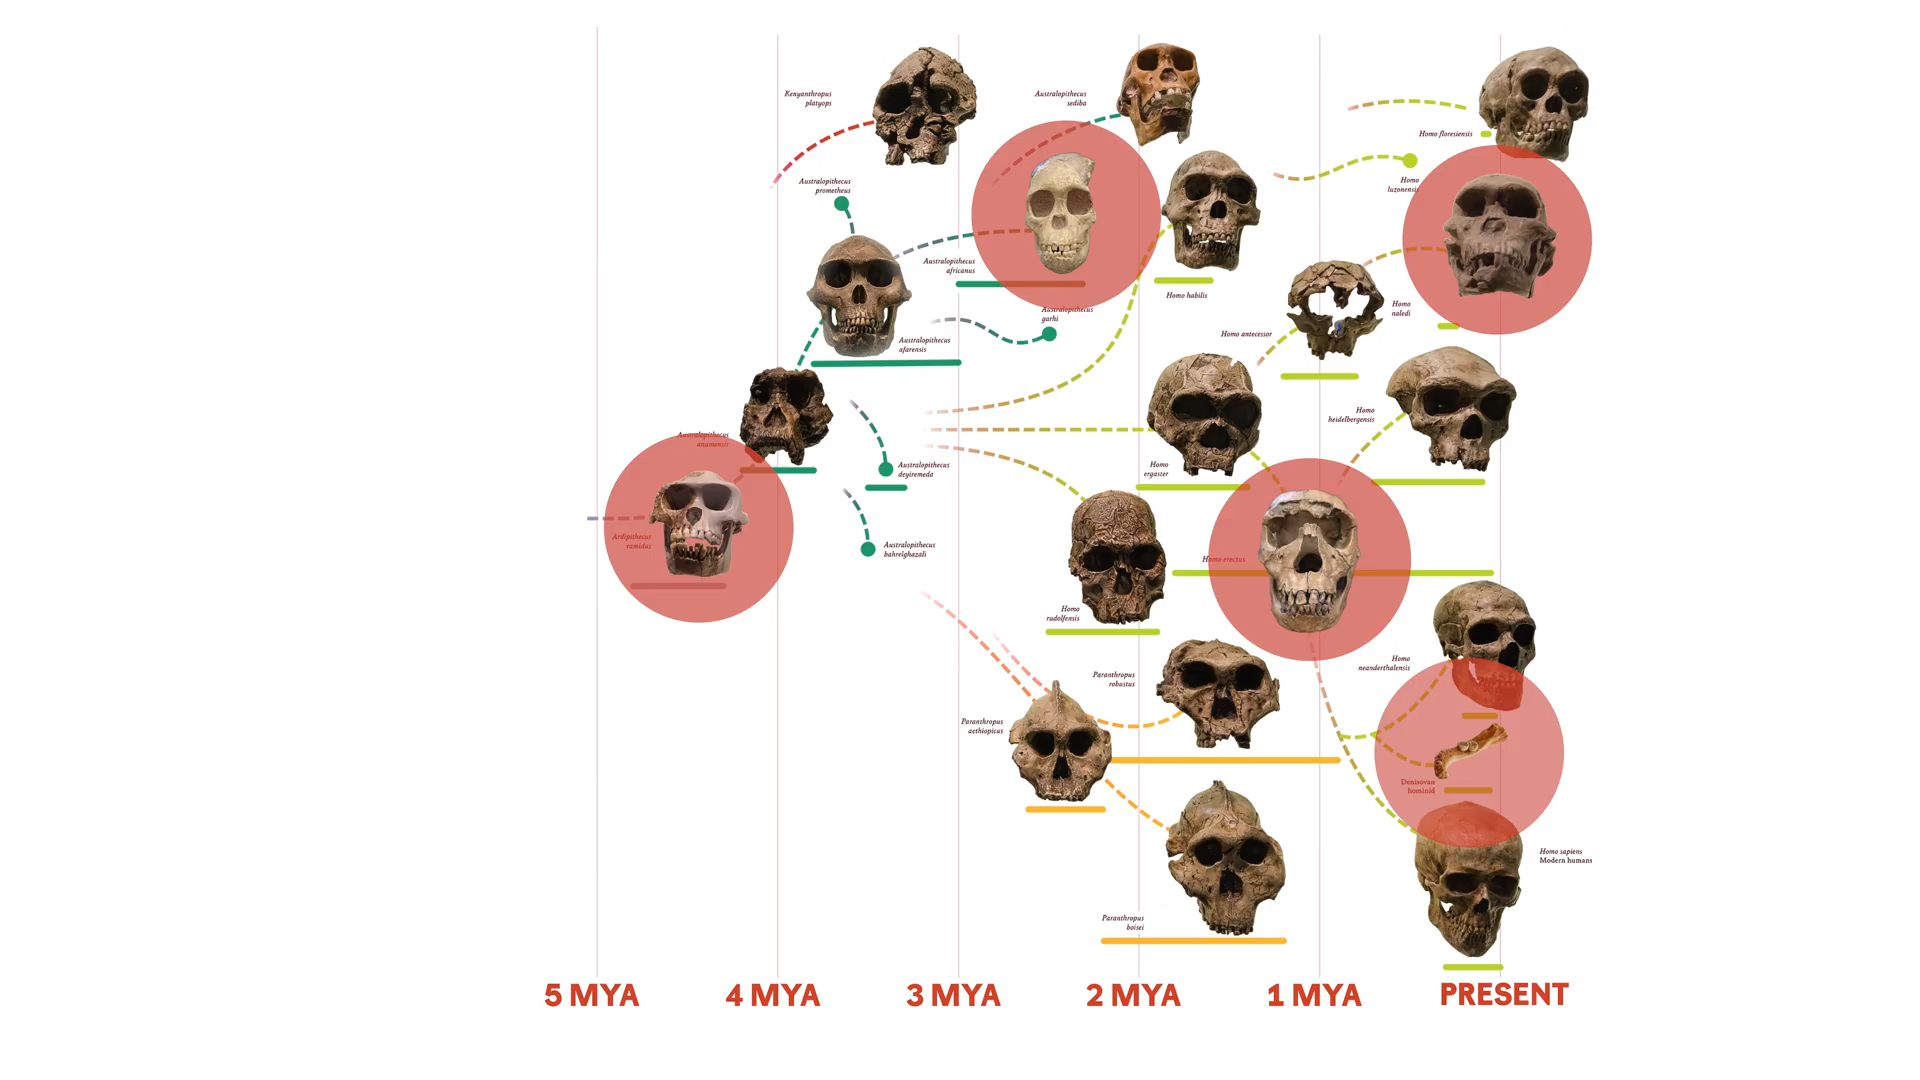 Kenyanthropus
platyops
Australopithecus
sediba
Homo floresiensis
Australopithecus
prometheus
Homo
luzonensis
Australopithecus
africanus
Homo habilis
Australopithecus
garhi
Homo
naledi
Homo antecessor
Australopithecus
afarensis
Homo
heidelbergensis
Australopithecus
anamensis
Australopithecus
deyiremeda
Homo
ergaster
Ardipithecus
ramidus
Australopithecus
bahrelghazali
Homo erectus
Homo
rudolfensis
Homo
neanderthalensis
Paranthropus
robustus
Paranthropus
aethiopicus
Denisovan
hominid
Homo sapiens
Modern humans
Paranthropus
boisei
5 MYA
4 MYA
3 MYA
2 MYA
1 MYA
PRESENT